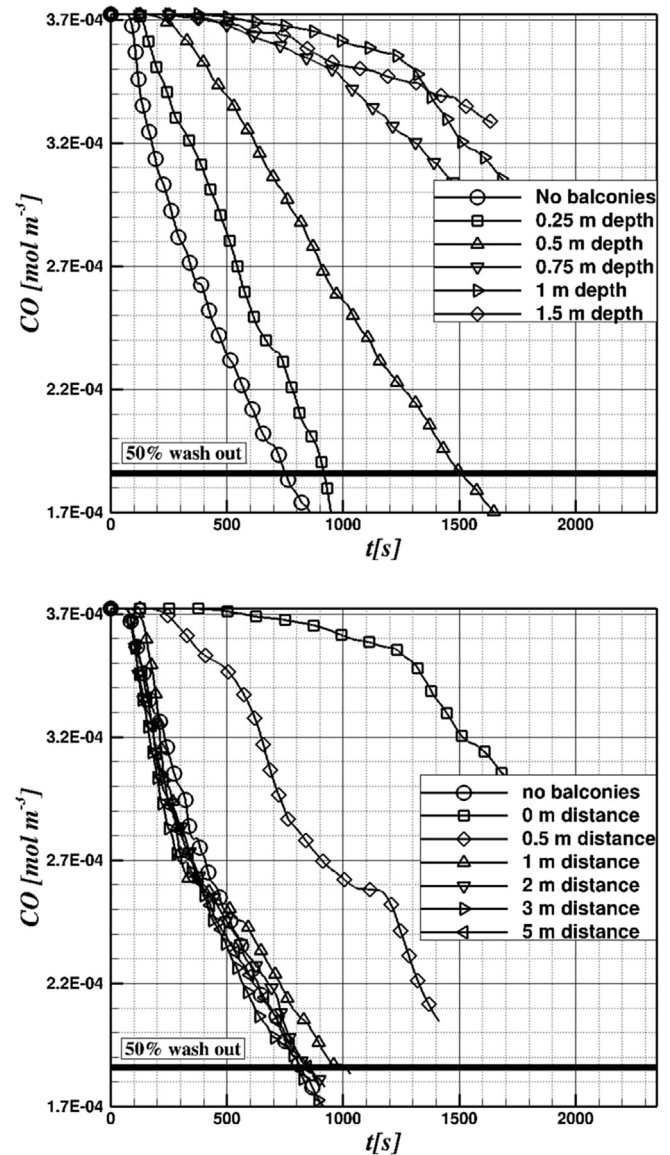 3.7E-04
3.2E-04
2.7E-04
2.2E-04
1.7E-04
CO [mol m⁻³]
No balconies
0.25 m depth
0.5 m depth
0.75 m depth
1 m depth
1.5 m depth
50% wash out
0 500 1000 1500 2000
t[s]
3.7E-04
3.2E-04
2.7E-04
2.2E-04
1.7E-04
CO [mol m⁻³]
no balconies
0 m distance
0.5 m distance
1 m distance
2 m distance
3 m distance
5 m distance
50% wash out
0 500 1000 1500 2000
t[s]